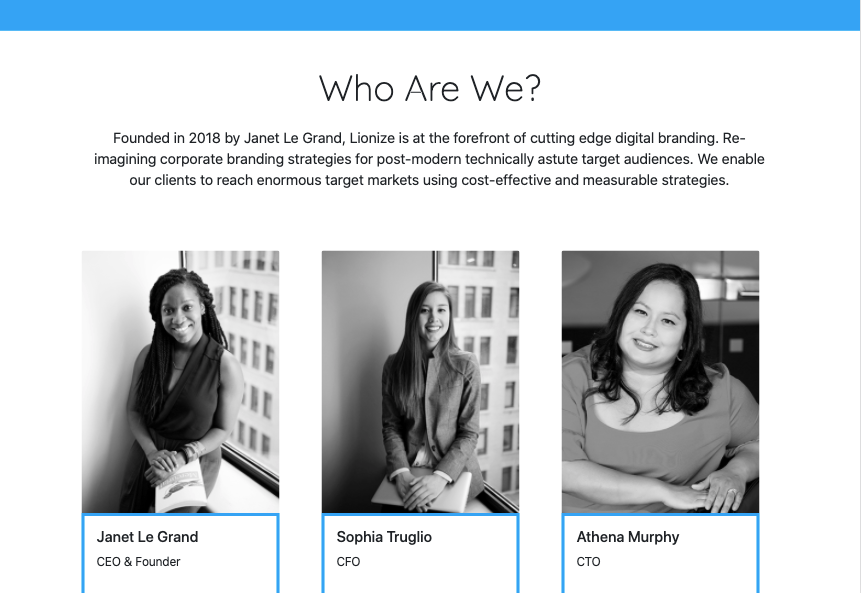 Who Are We?
Founded in 2018 by Janet Le Grand, Lionize is at the forefront of cutting edge digital branding. Re-
imagining corporate branding strategies for post-modern technically astute target audiences. We enable
our clients to reach enormous target markets using cost-effective and measurable strategies.
Janet Le Grand
CEO & Founder
Sophia Truglio
CFO
Athena Murphy
CTO